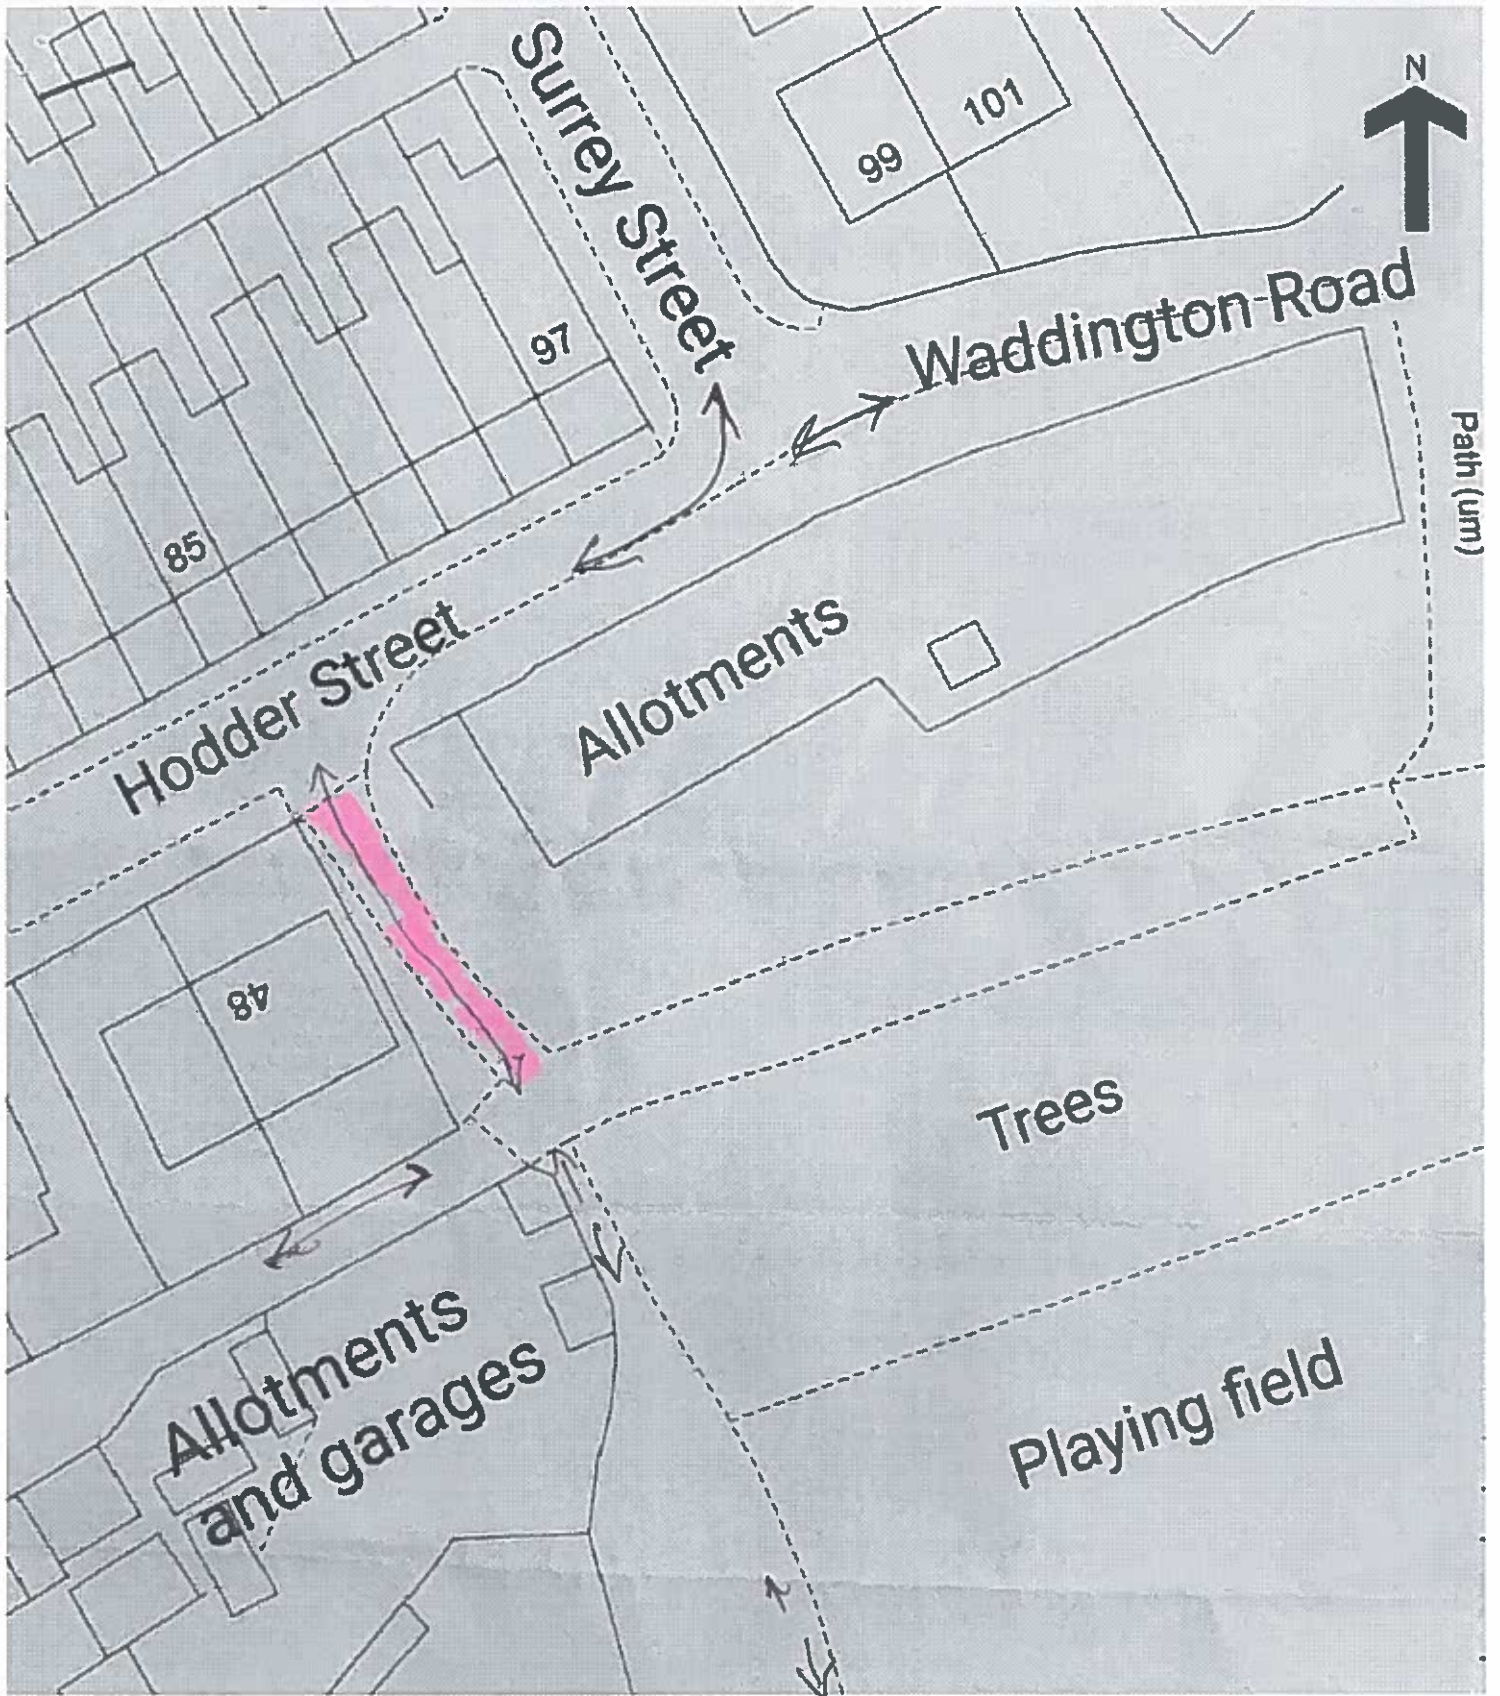 Surrey Street
101
99
N
Waddington Road
97
Path (um)
85
Hodder Street
Allotments
48
Trees
Allotments
and garages
Playing field